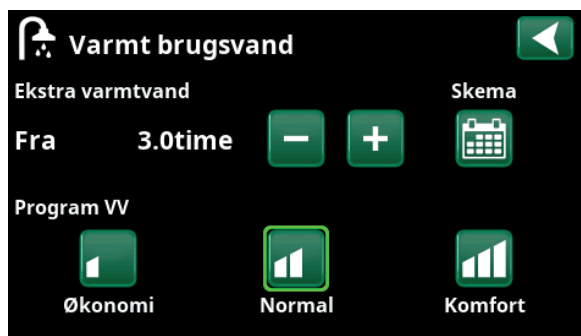 Varmt brugsvand
Ekstra varmtvand Skema
Fra 3.0time
Program VV
Økonomi Normal Komfort